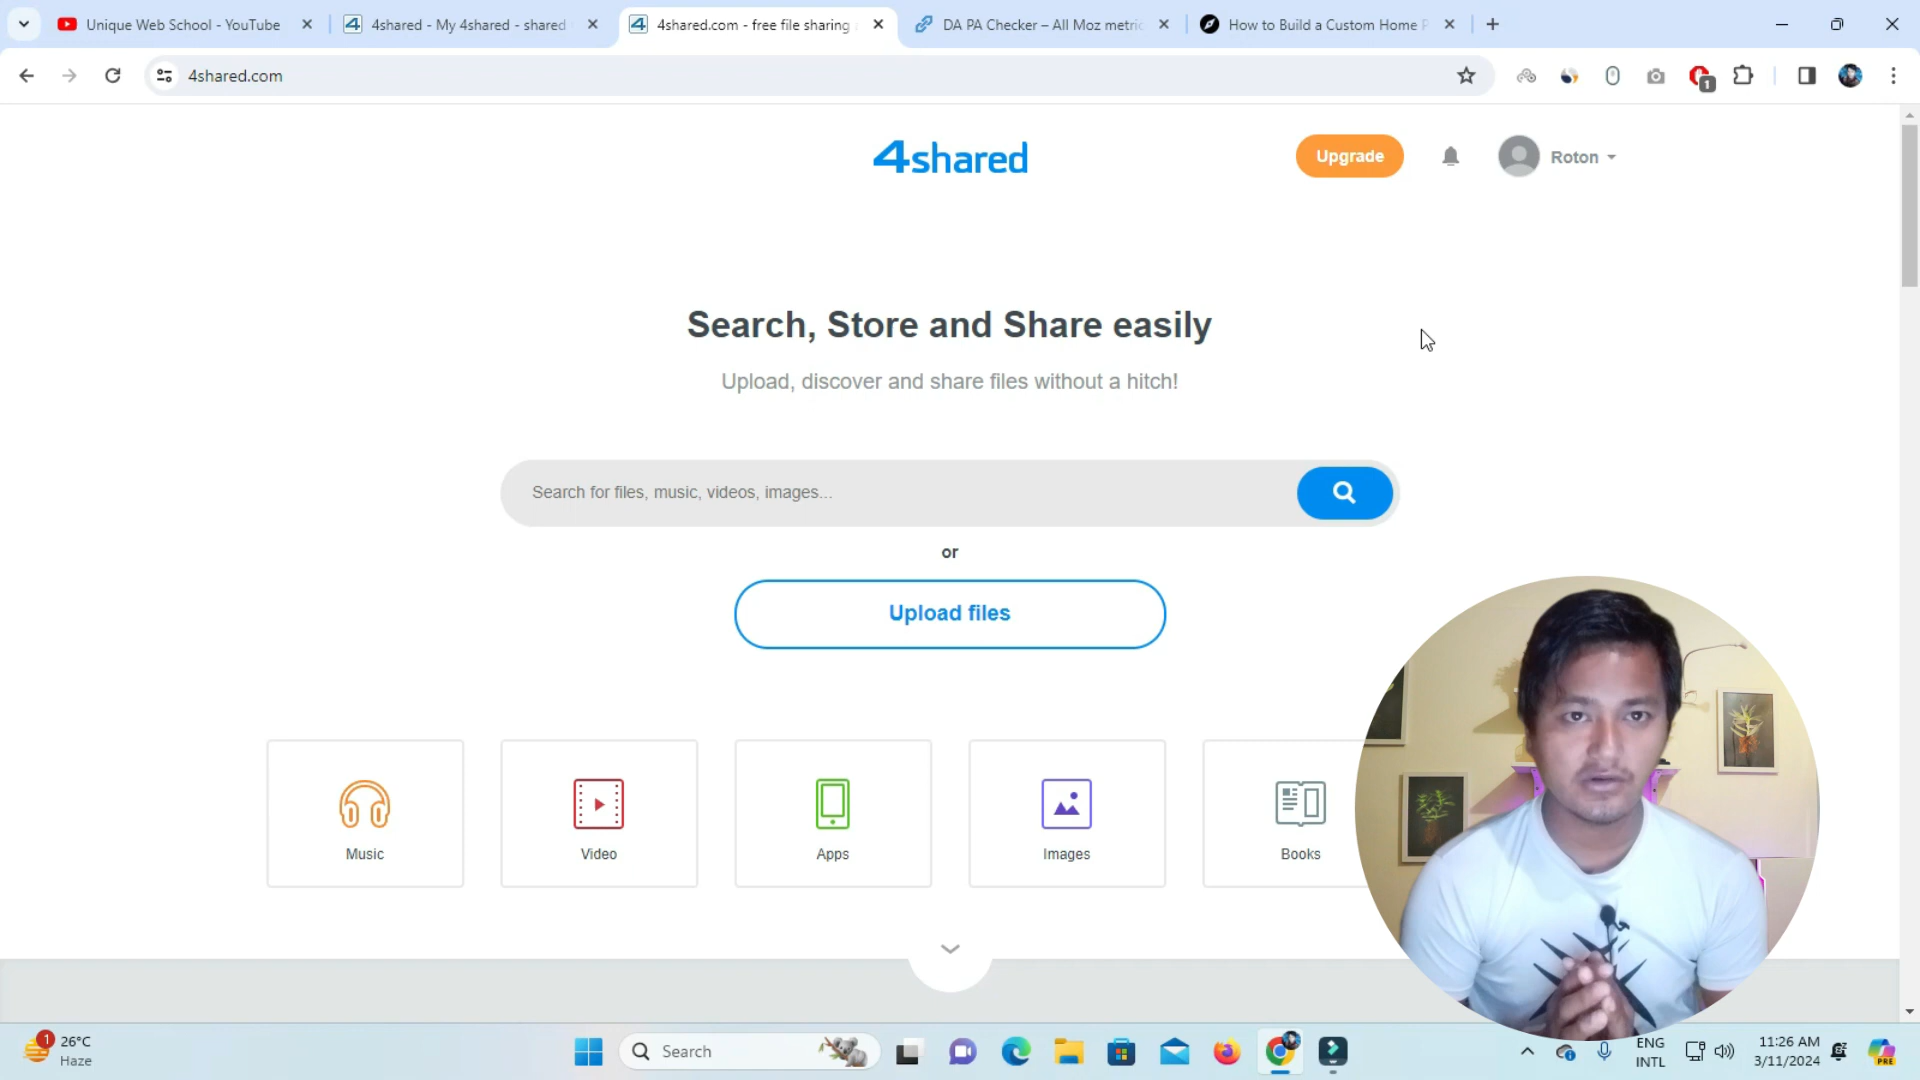 Unique Web School - YouTube
4shared - My 4shared - shared
4shared.com - free file sharing
DA PA Checker – All Moz metric
How to Build a Custom Home P
4shared.com
1
4shared
Upgrade
Roton
Search, Store and Share easily
Upload, discover and share files without a hitch!
Search for files, music, videos, images...
or
Upload files
Music
Video
Apps
Images
Books
1
26°C
Haze
Search
ENG
INTL
11:26 AM
3/11/2024
PRE